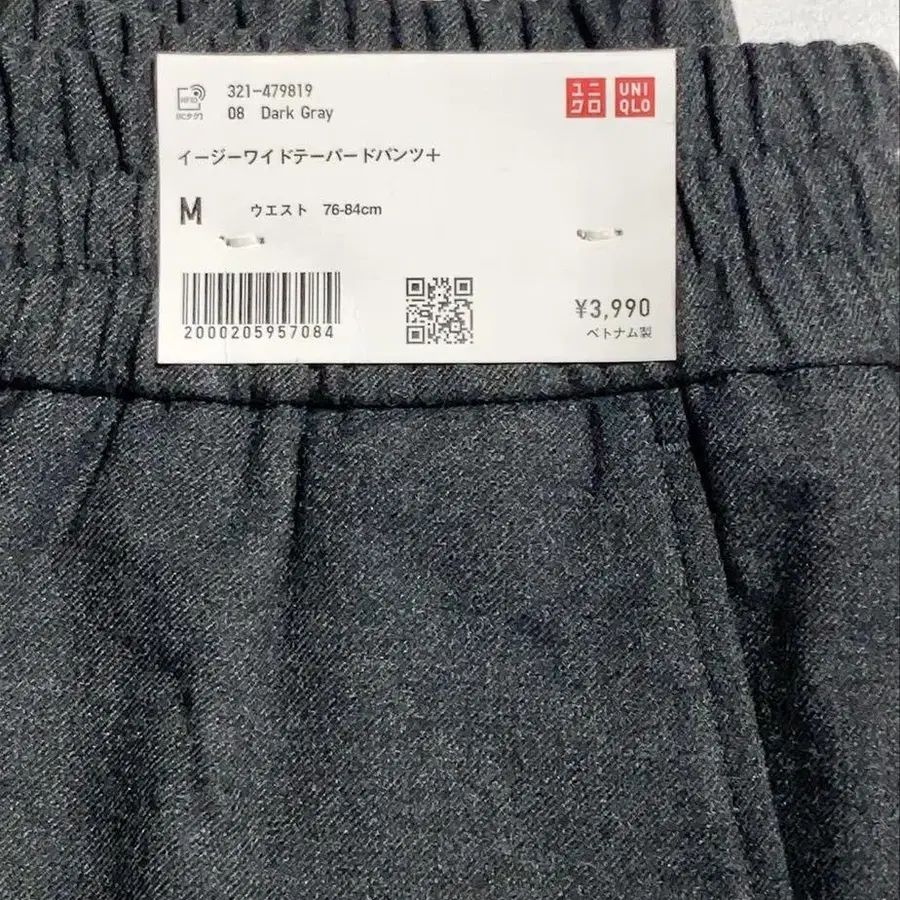 321-479819
08 Dark Gray
ユニクロ
UNIQLO
イージーワイドテーパードパンツ+
M ウエスト 76-84cm
2000205957084
¥3,990
ベトナム製